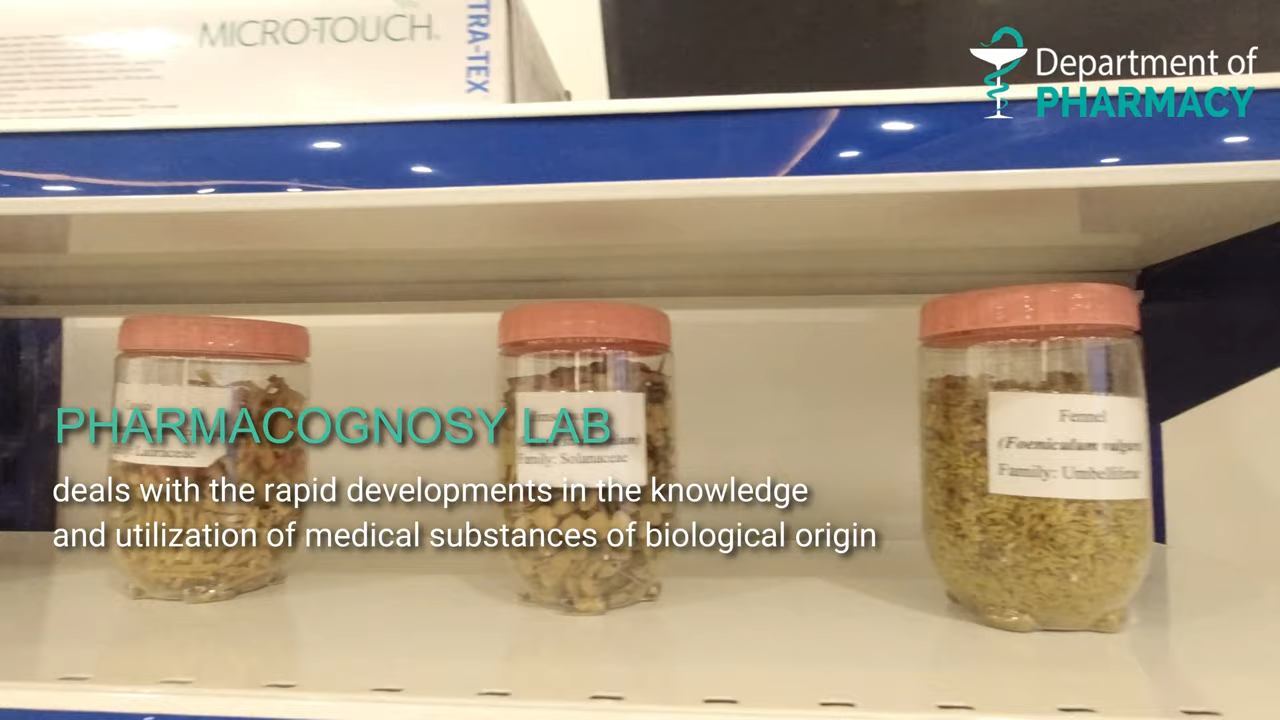 MICRO-TOUCH®
TRA-TEX
Department of
PHARMACY
PHARMACOGNOSY LAB
deals with the rapid developments in the knowledge
and utilization of medical substances of biological origin
Family: Solanaceae
Fennel
(Foeniculum vulgare
Family: Umbelliferae